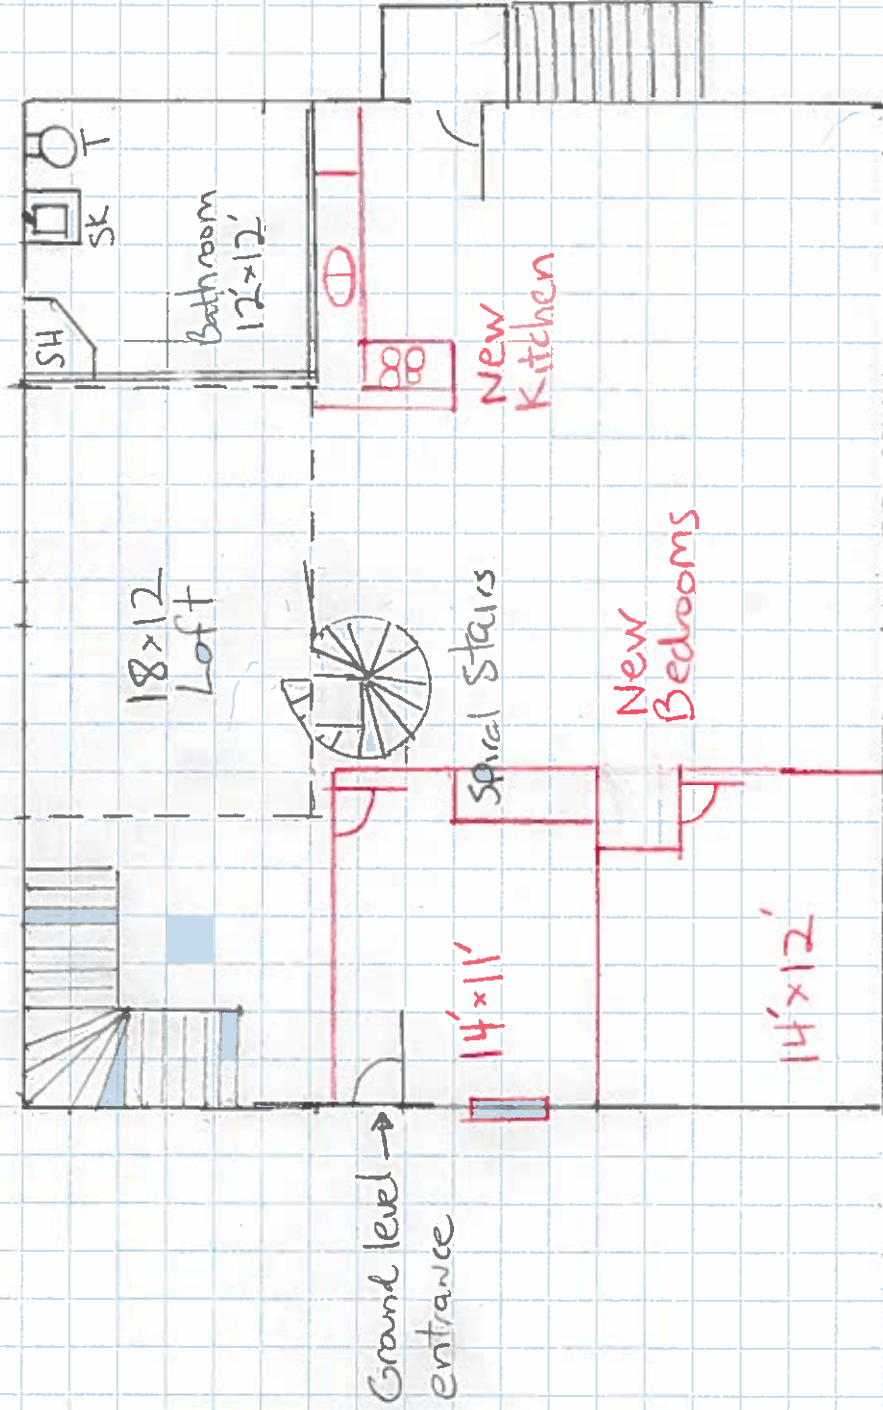 T
SK
SH
Bathroom
12'x12'
New
Kitchen
18x12
Loft
Spiral Stairs
New
Bedrooms
14'x11'
14'x12'
Ground level →
entrance